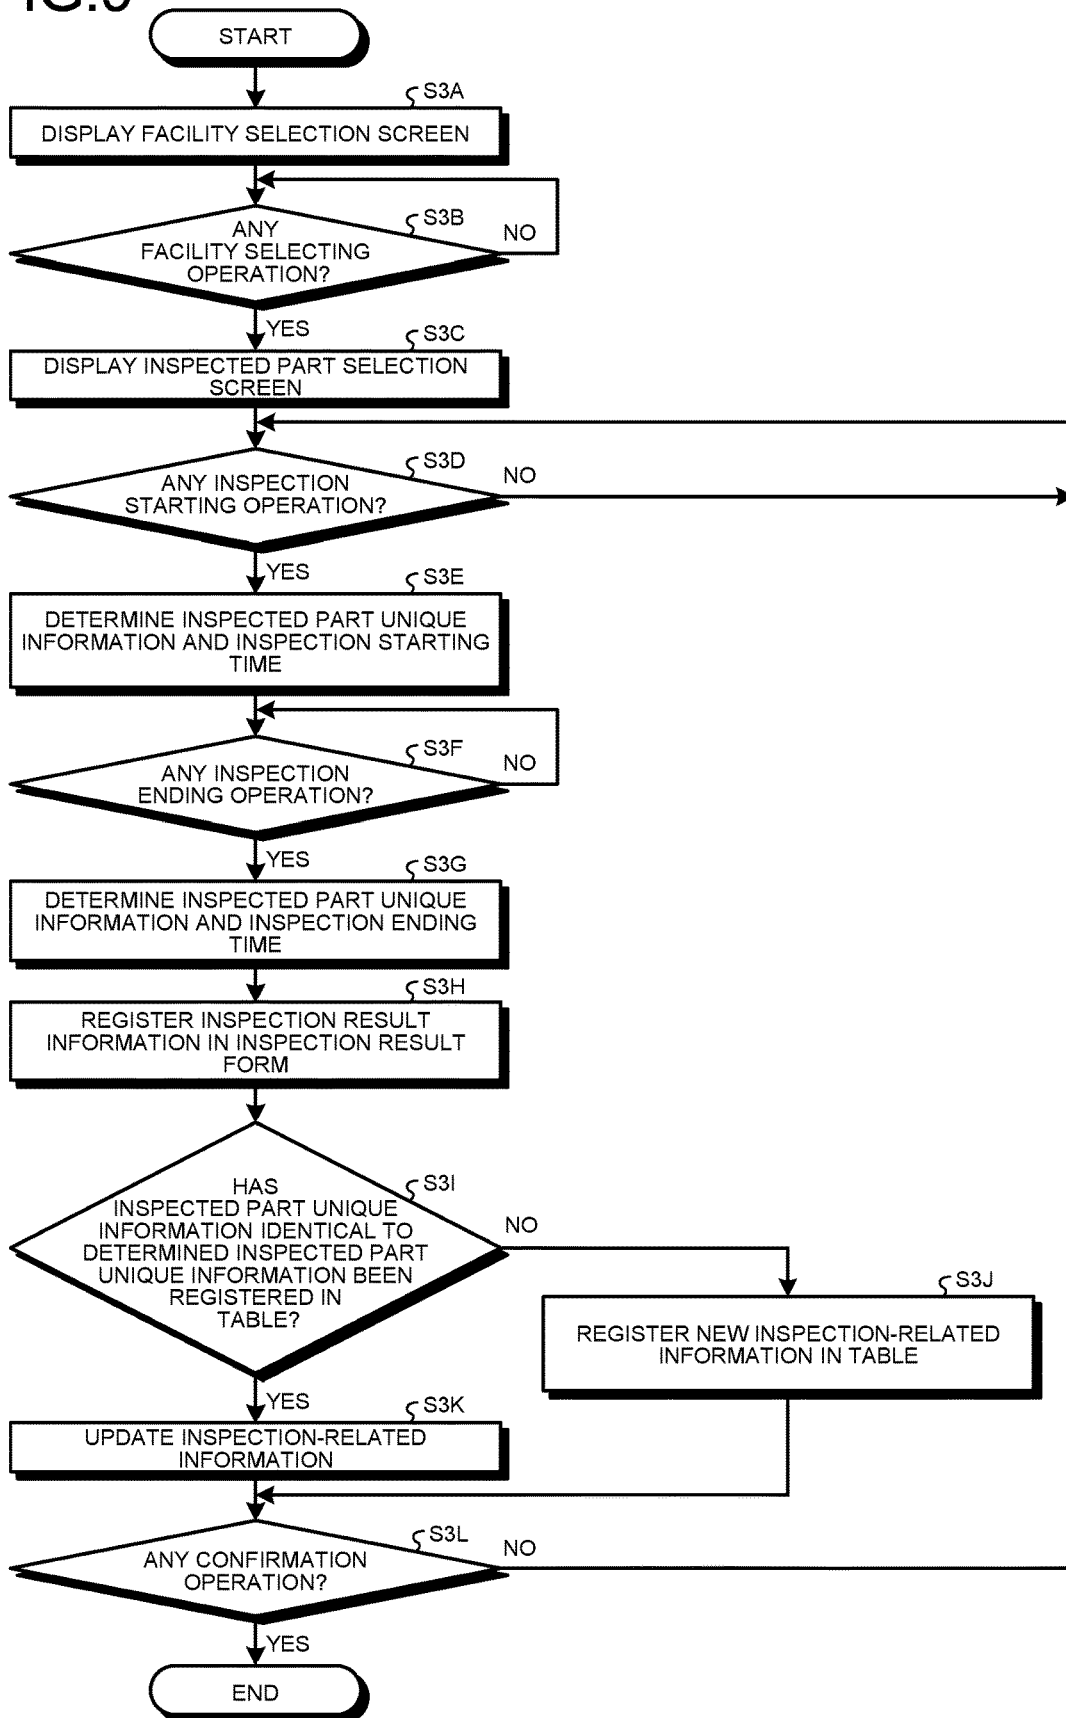 START
S3A
DISPLAY FACILITY SELECTION SCREEN
S3B
ANY
FACILITY SELECTING
OPERATION?
NO
YES
S3C
DISPLAY INSPECTED PART SELECTION
SCREEN
S3D
ANY INSPECTION
STARTING OPERATION?
NO
YES
S3E
DETERMINE INSPECTED PART UNIQUE
INFORMATION AND INSPECTION STARTING
TIME
S3F
ANY INSPECTION
ENDING OPERATION?
NO
YES
S3G
DETERMINE INSPECTED PART UNIQUE
INFORMATION AND INSPECTION ENDING
TIME
S3H
REGISTER INSPECTION RESULT
INFORMATION IN INSPECTION RESULT
FORM
S3I
HAS
INSPECTED PART UNIQUE
INFORMATION IDENTICAL TO
DETERMINED INSPECTED PART
UNIQUE INFORMATION BEEN
REGISTERED IN
TABLE?
NO
S3J
REGISTER NEW INSPECTION-RELATED
INFORMATION IN TABLE
YES
S3K
UPDATE INSPECTION-RELATED
INFORMATION
S3L
ANY CONFIRMATION
OPERATION?
NO
YES
END